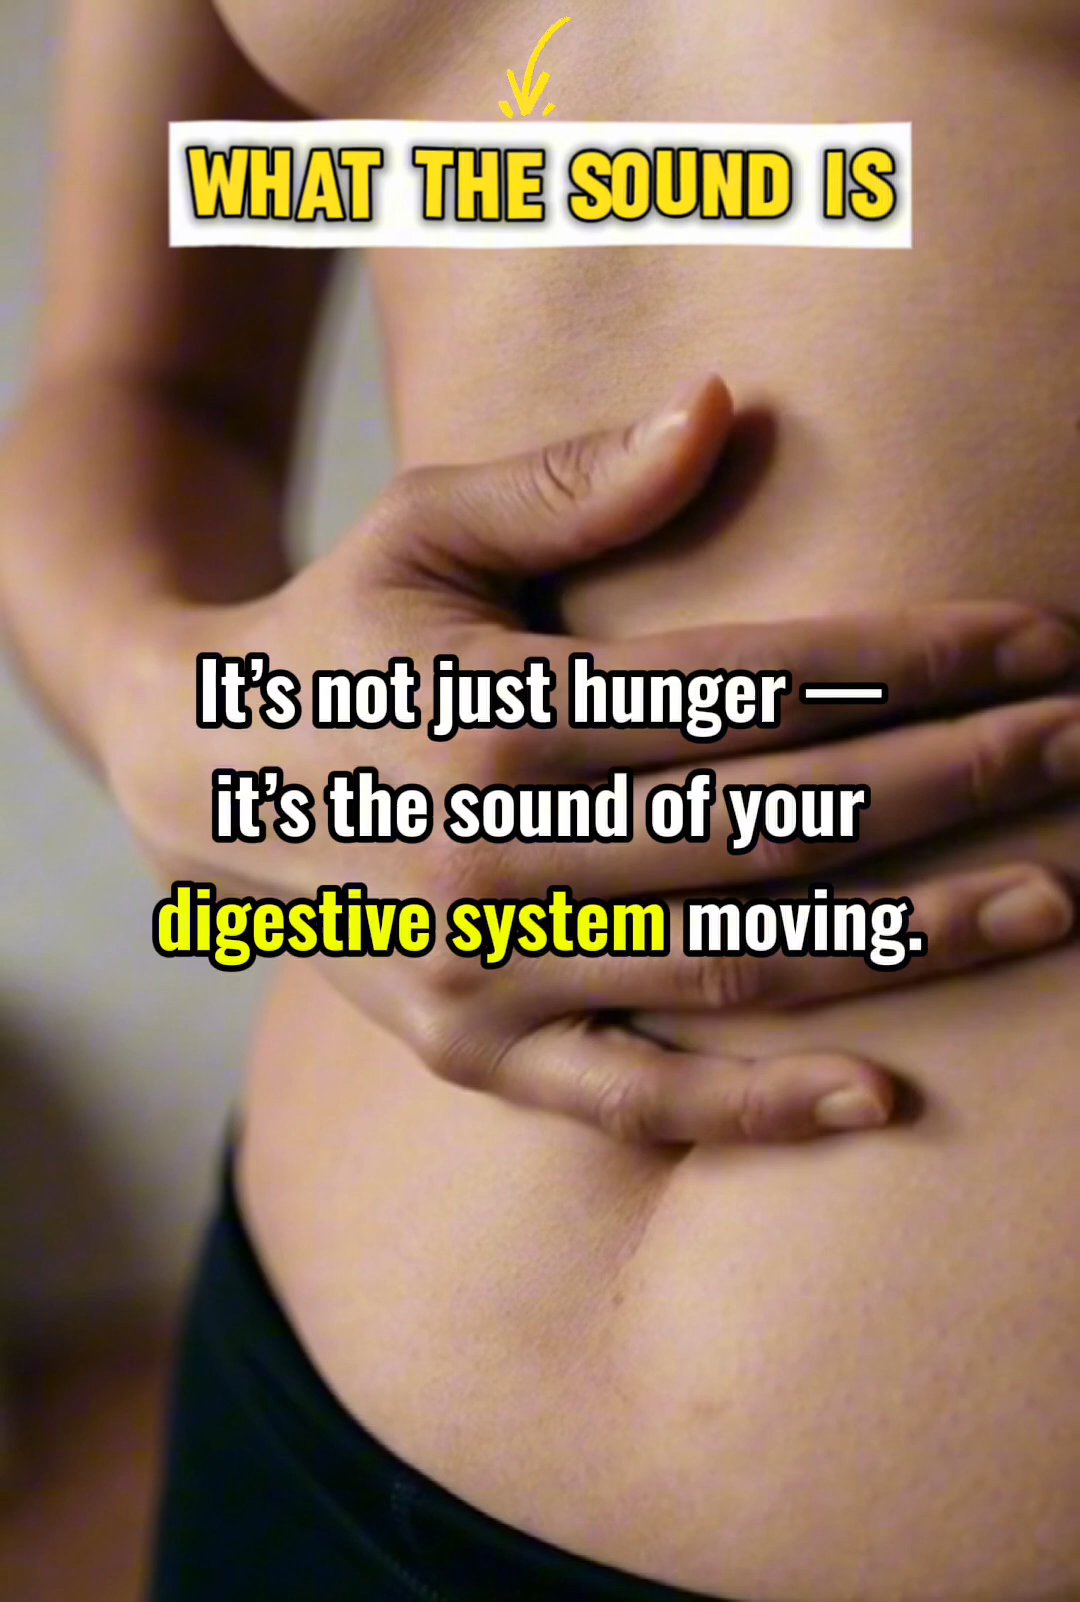 WHAT THE SOUND IS
It’s not just hunger —
it’s the sound of your
digestive system moving.